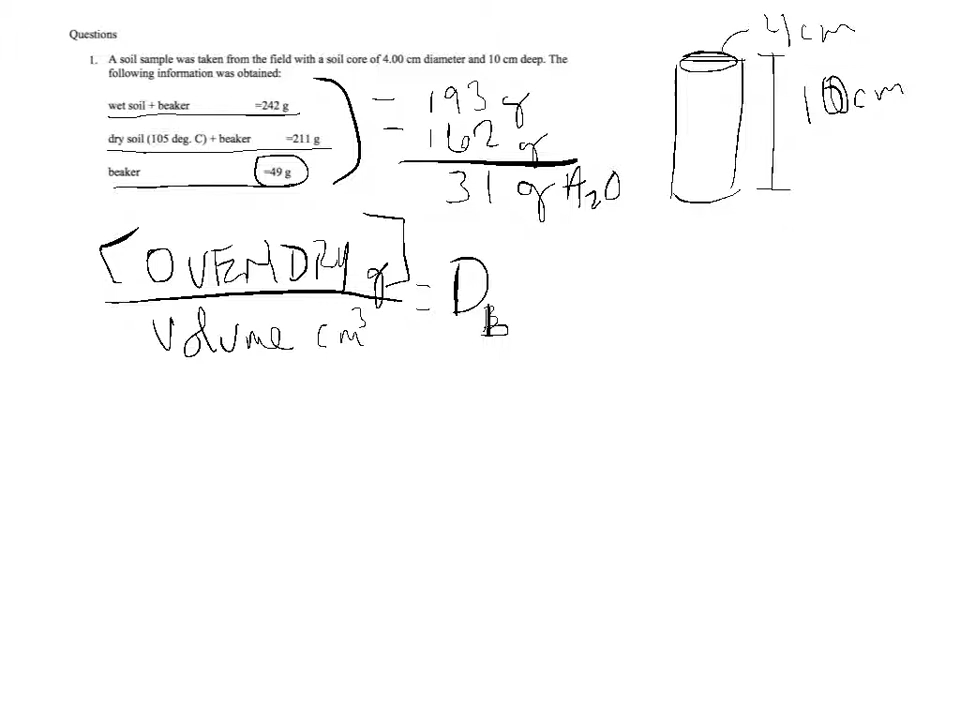 Questions
1. A soil sample was taken from the field with a soil core of 4.00 cm diameter and 10 cm deep. The
following information was obtained:
wet soil + beaker =242 g
dry soil (105 deg. C) + beaker =211 g
beaker =49 g
= 193 g
- 162 g
31 g H2O
4 cm
10 cm
[OVENDRY g] = DB
Volume cm³